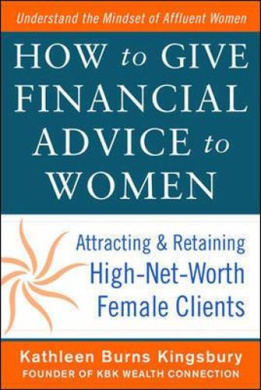 Understand the Mindset of Affluent Women
HOW to GIVE
FINANCIAL
ADVICE to
WOMEN
Attracting & Retaining
High-Net-Worth
Female Clients
Kathleen Burns Kingsbury
FOUNDER OF KBK WEALTH CONNECTION